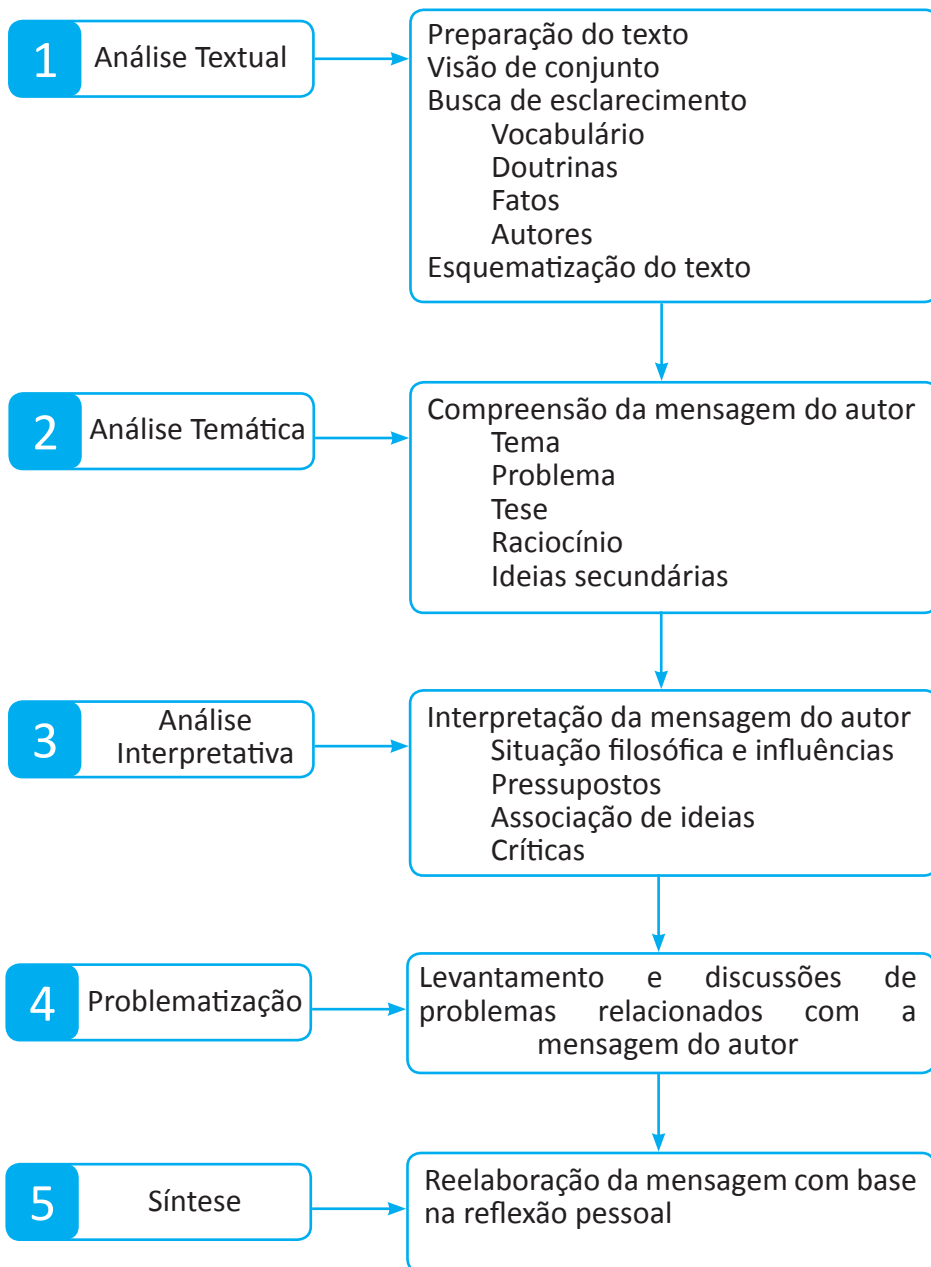 1 Análise Textual
Preparação do texto
Visão de conjunto
Busca de esclarecimento
Vocabulário
Doutrinas
Fatos
Autores
Esquematização do texto
2 Análise Temática
Compreensão da mensagem do autor
Tema
Problema
Tese
Raciocínio
Ideias secundárias
3 Análise
Interpretativa
Interpretação da mensagem do autor
Situação filosófica e influências
Pressupostos
Associação de ideias
Críticas
4 Problematização
Levantamento e discussões de
problemas relacionados com a
mensagem do autor
5 Síntese
Reelaboração da mensagem com base
na reflexão pessoal